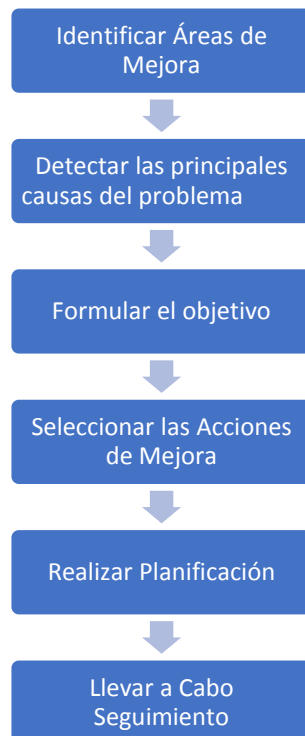 Identificar Áreas de
Mejora
Detectar las principales
causas del problema
Formular el objetivo
Seleccionar las Acciones
de Mejora
Realizar Planificación
Llevar a Cabo
Seguimiento